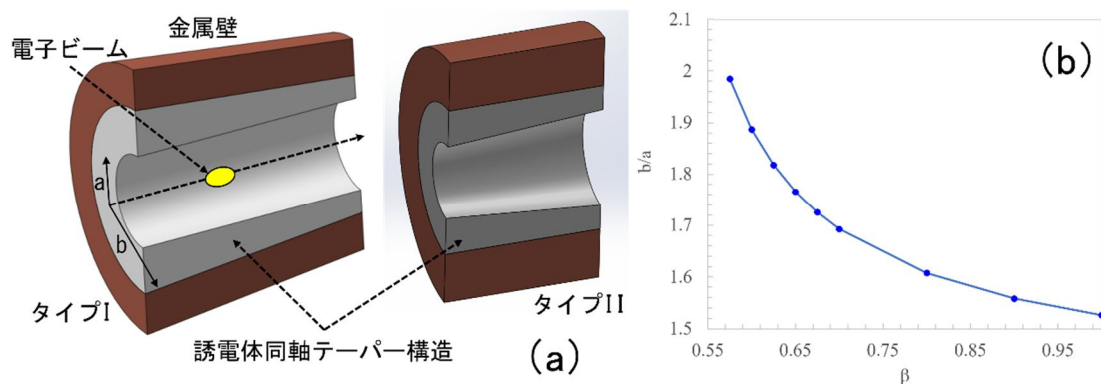 金属壁
電子ビーム
a
b
タイプI
タイプII
誘電体同軸テーパー構造
(a)
(b)
2.1
2
1.9
1.8
1.7
1.6
1.5
b/a
0.55 0.65 0.75 0.85 0.95
β